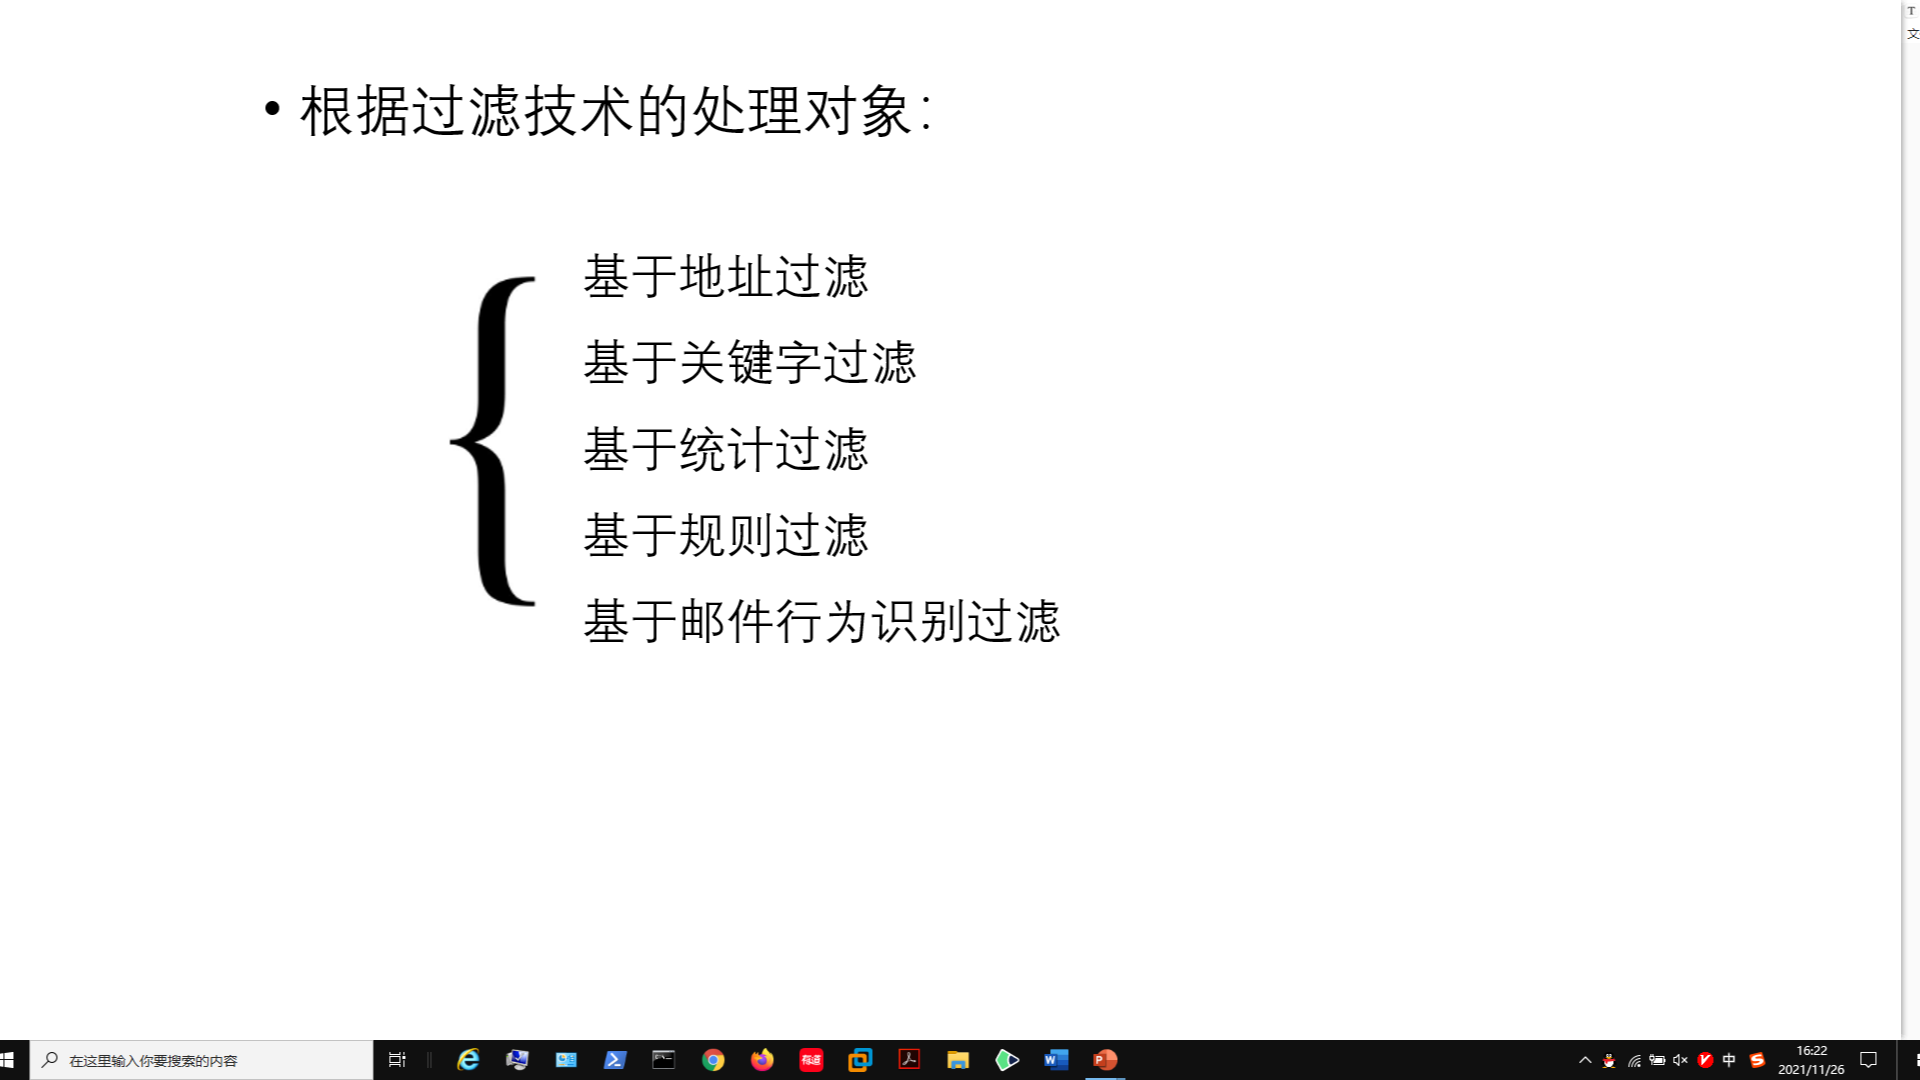 • 根据过滤技术的处理对象：
基于地址过滤
基于关键字过滤
基于统计过滤
基于规则过滤
基于邮件行为识别过滤
T
文
在这里输入你要搜索的内容
有道
中
16:22
2021/11/26